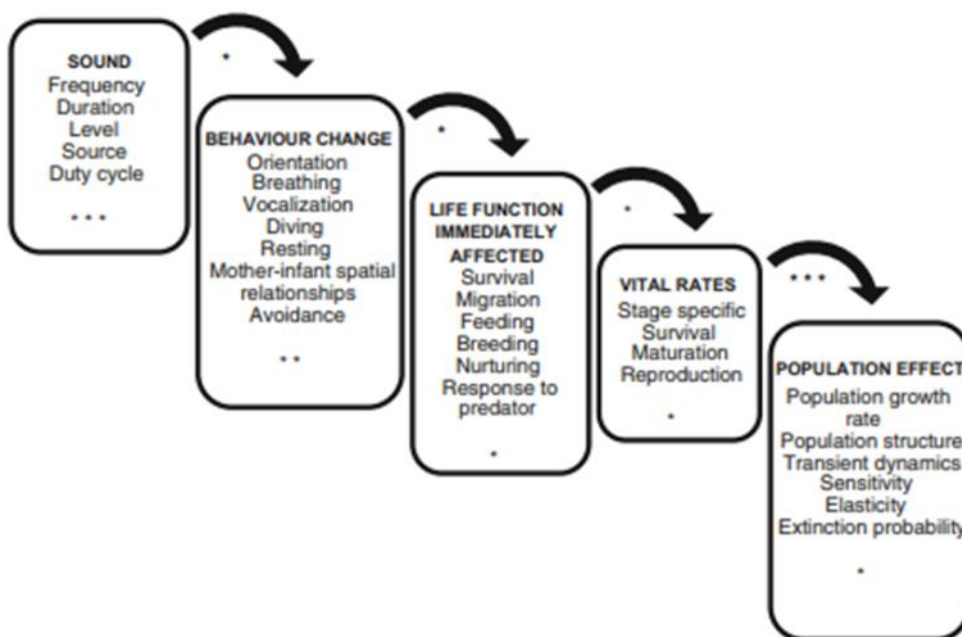 SOUND
Frequency
Duration
Level
Source
Duty cycle
* * *
*
BEHAVIOUR CHANGE
Orientation
Breathing
Vocalization
Diving
Resting
Mother-infant spatial
relationships
Avoidance
* *
*
LIFE FUNCTION
IMMEDIATELY
AFFECTED
Survival
Migration
Feeding
Breeding
Nurturing
Response to
predator
*
*
VITAL RATES
Stage specific
Survival
Maturation
Reproduction
*
* * *
POPULATION EFFECT
Population growth
rate
Population structure
Transient dynamics
Sensitivity
Elasticity
Extinction probability
*